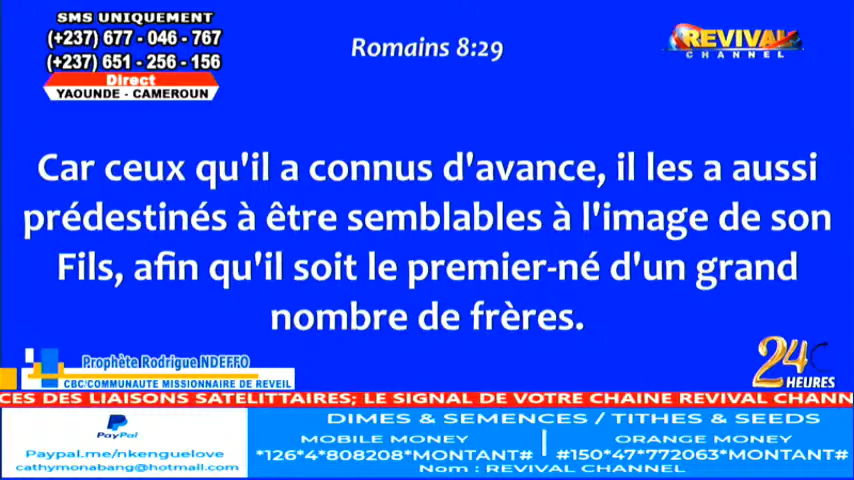 SMS UNIQUEMENT
(+237) 677 - 046 - 767
(+237) 651 - 256 - 156
Direct
YAOUNDE - CAMEROUN
Romains 8:29
REVIVAL
CHANNEL
Car ceux qu'il a connus d'avance, il les a aussi
prédestinés à être semblables à l'image de son
Fils, afin qu'il soit le premier-né d'un grand
nombre de frères.
Prophète Rodrigue NDEFFO
CBC/COMMUNAUTE MISSIONNAIRE DE REVEIL
24
HEURES
CES DES LIAISONS SATELITTAIRES; LE SIGNAL DE VOTRE CHAINE REVIVAL CHANN
PayPal
Paypal.me/nkenguelove
cathymonabang@hotmail.com
DIMES & SEMENCES / TITHES & SEEDS
MOBILE MONEY
*126*4*808208*MONTANT#
ORANGE MONEY
#150*47*772063*MONTANT#
Nom : REVIVAL CHANNEL